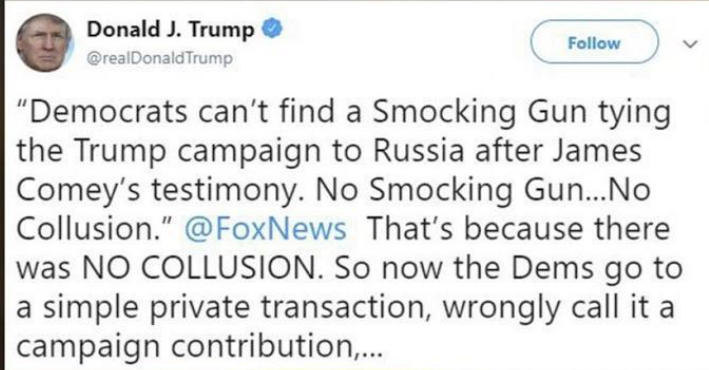 Donald J. Trump
@realDonaldTrump
Follow
“Democrats can’t find a Smocking Gun tying
the Trump campaign to Russia after James
Comey’s testimony. No Smocking Gun...No
Collusion.” @FoxNews That’s because there
was NO COLLUSION. So now the Dems go to
a simple private transaction, wrongly call it a
campaign contribution,...